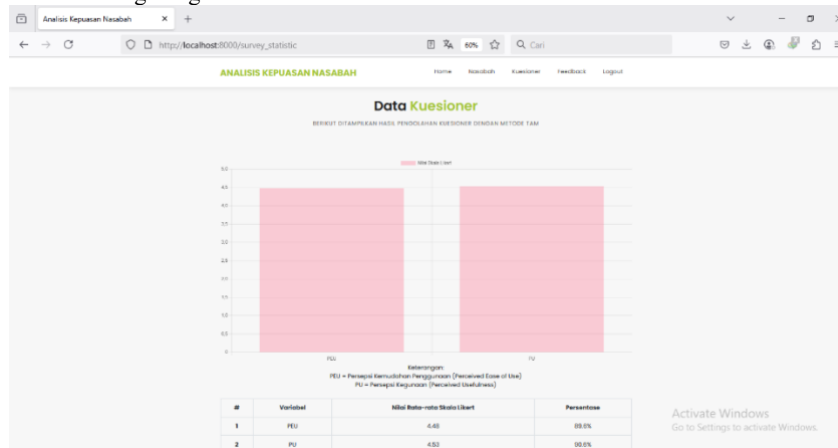 Analisis Kepuasan Nasabah
http://localhost:8000/survey_statistic
60%
Cari
ANALISIS KEPUASAN NASABAH
Home Nasabah Kuesioner Feedback Logout
Data Kuesioner
BERIKUT DITAMPILKAN HASIL PENGOLAHAN KUESIONER DENGAN METODE TAM
Nilai Skala Likert
5.0
4.5
4.0
3.5
3.0
2.5
2.0
1.5
1.0
0.5
0
PEU PU
Keterangan:
PEU = Persepsi Kemudahan Penggunaan (Perceived Ease of Use)
PU = Persepsi Kegunaan (Perceived Usefulness)
# Variabel Nilai Rata-rata Skala Likert Persentase
1 PEU 4.48 89.6%
2 PU 4.53 90.6%
Activate Windows
Go to Settings to activate Windows.